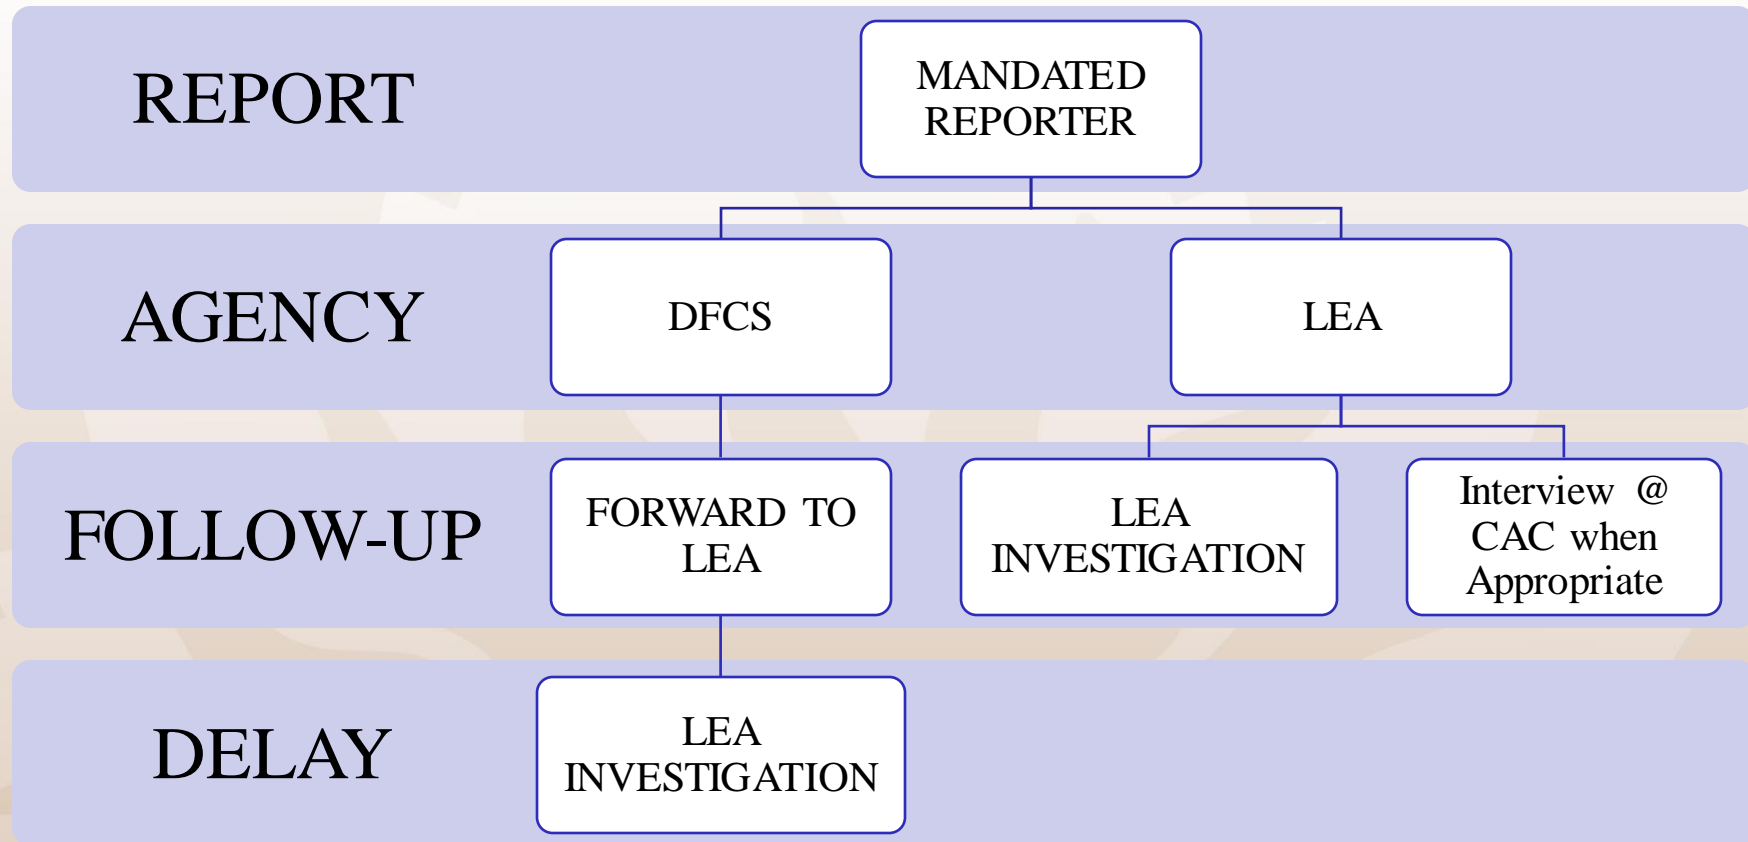 REPORT
MANDATED
REPORTER
AGENCY
DFCS
LEA
FOLLOW-UP
FORWARD TO
LEA
LEA
INVESTIGATION
Interview @
CAC when
Appropriate
DELAY
LEA
INVESTIGATION